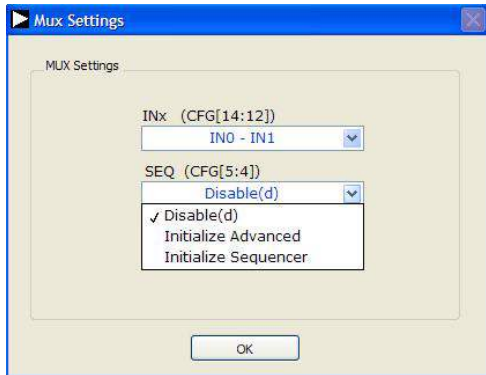 Mux Settings
MUX Settings
INx (CFG[14:12])
IN0 - IN1
SEQ (CFG[5:4])
Disable(d)
✓ Disable(d)
Initialize Advanced
Initialize Sequencer
OK